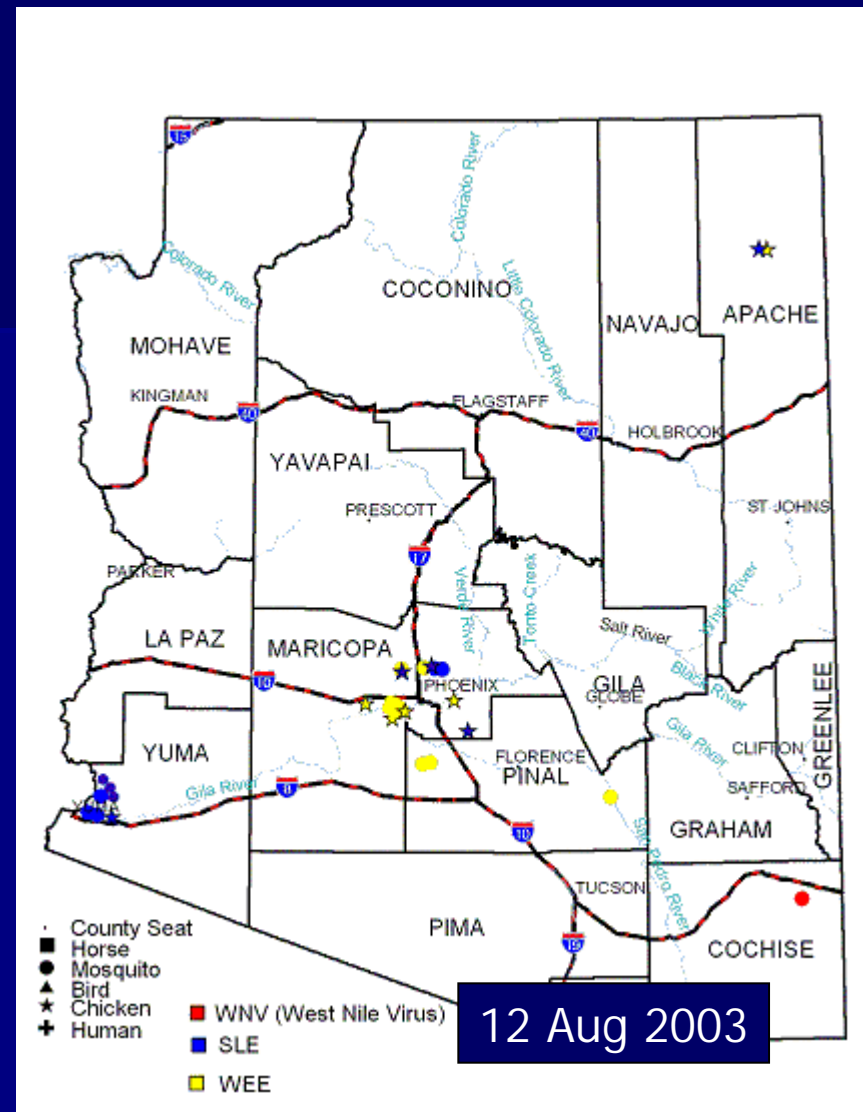 15
Colorado River
Colorado River
Little Colorado River
COCONINO
NAVAJO
APACHE
MOHAVE
KINGMAN
40
FLAGSTAFF
40
HOLBROOK
YAVAPAI
PRESCOTT
ST JOHNS
17
Verde River
Tonto Creek
PARKER
White River
LA PAZ
MARICOPA
Salt River
10
PHOENIX
GILA
GLOBE
Black River
GREENLEE
YUMA
Gila River
FLORENCE
PINAL
Gila River
CLIFTON
SAFFORD
8
10
San Pedro River
GRAHAM
TUCSON
PIMA
19
COCHISE
County Seat
Horse
Mosquito
Bird
Chicken
Human
WNV (West Nile Virus)
SLE
WEE
12 Aug 2003